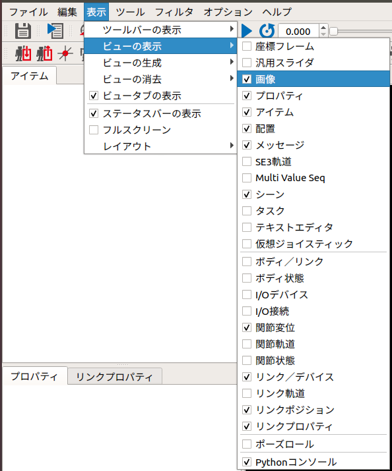 ファイル 編集 表示 ツール フィルタ オプション ヘルプ
ツールバーの表示
ビューの表示
ビューの生成
ビューの消去
ビュータブの表示
ステータスバーの表示
フルスクリーン
レイアウト
0.000
座標フレーム
汎用スライダ
画像
プロパティ
アイテム
配置
メッセージ
SE3軌道
Multi Value Seq
シーン
タスク
テキストエディタ
仮想ジョイスティック
ボディ／リンク
ボディ状態
I/Oデバイス
I/O接続
関節変位
関節軌道
関節状態
リンク／デバイス
リンク軌道
リンクポジション
リンクプロパティ
ポーズロール
Pythonコンソール
アイテム
プロパティ リンクプロパティ